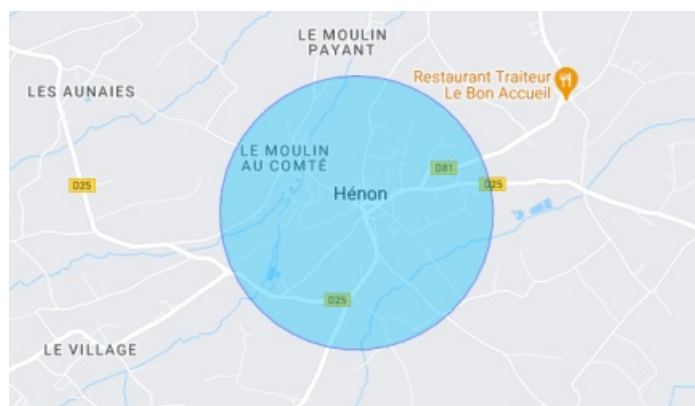 LE MOULIN
PAYANT
Restaurant Traiteur
Le Bon Accueil
LES AUNAIES
LE MOULIN
AU COMTÉ
D81
D25
D25
Hénon
D25
LE VILLAGE